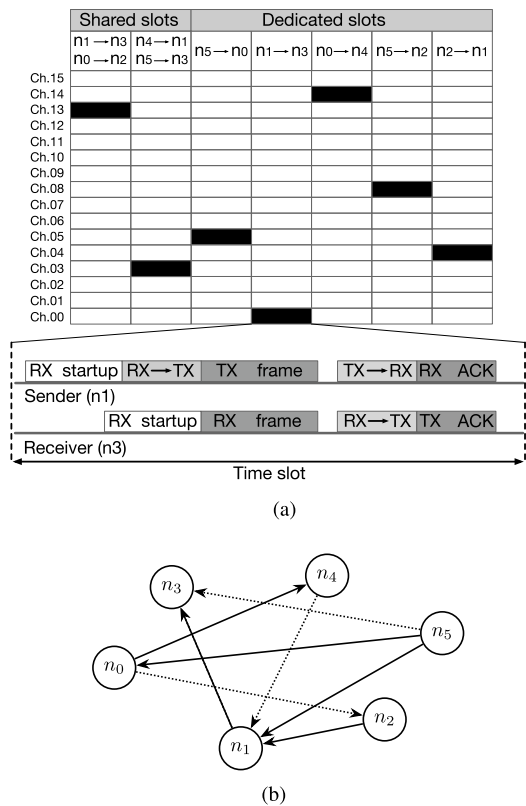 Shared slots Dedicated slots
n1→n3 n4→n1
n0→n2 n5→n3
n5→n0 n1→n3 n0→n4 n5→n2 n2→n1
Ch.15
Ch.14
Ch.13
Ch.12
Ch.11
Ch.10
Ch.09
Ch.08
Ch.07
Ch.06
Ch.05
Ch.04
Ch.03
Ch.02
Ch.01
Ch.00
RX startup RX→TX TX frame TX→RX RX ACK
Sender (n1)
RX startup RX frame RX→TX TX ACK
Receiver (n3)
Time slot
(a)
n4
n3
n5
n0
n2
n1
(b)